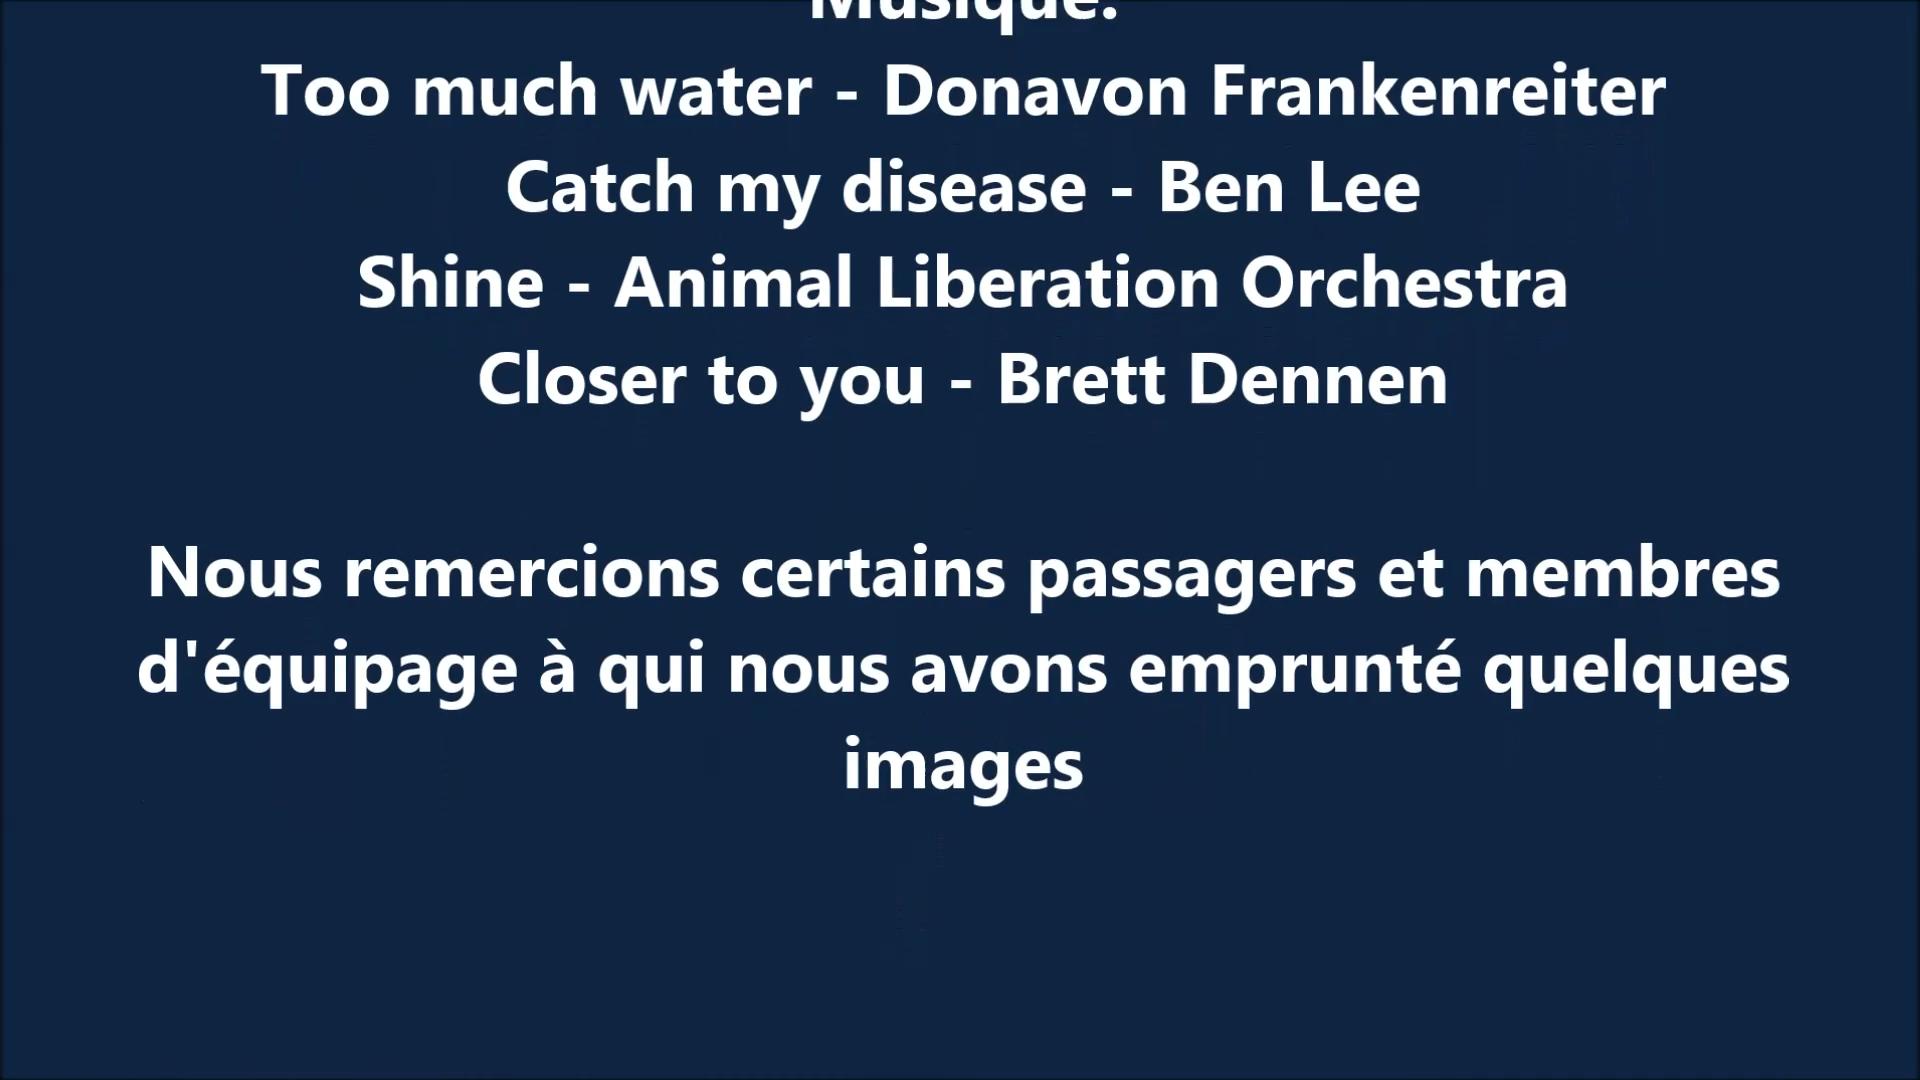 Musique:
Too much water - Donavon Frankenreiter
Catch my disease - Ben Lee
Shine - Animal Liberation Orchestra
Closer to you - Brett Dennen
Nous remercions certains passagers et membres
d'équipage à qui nous avons emprunté quelques
images